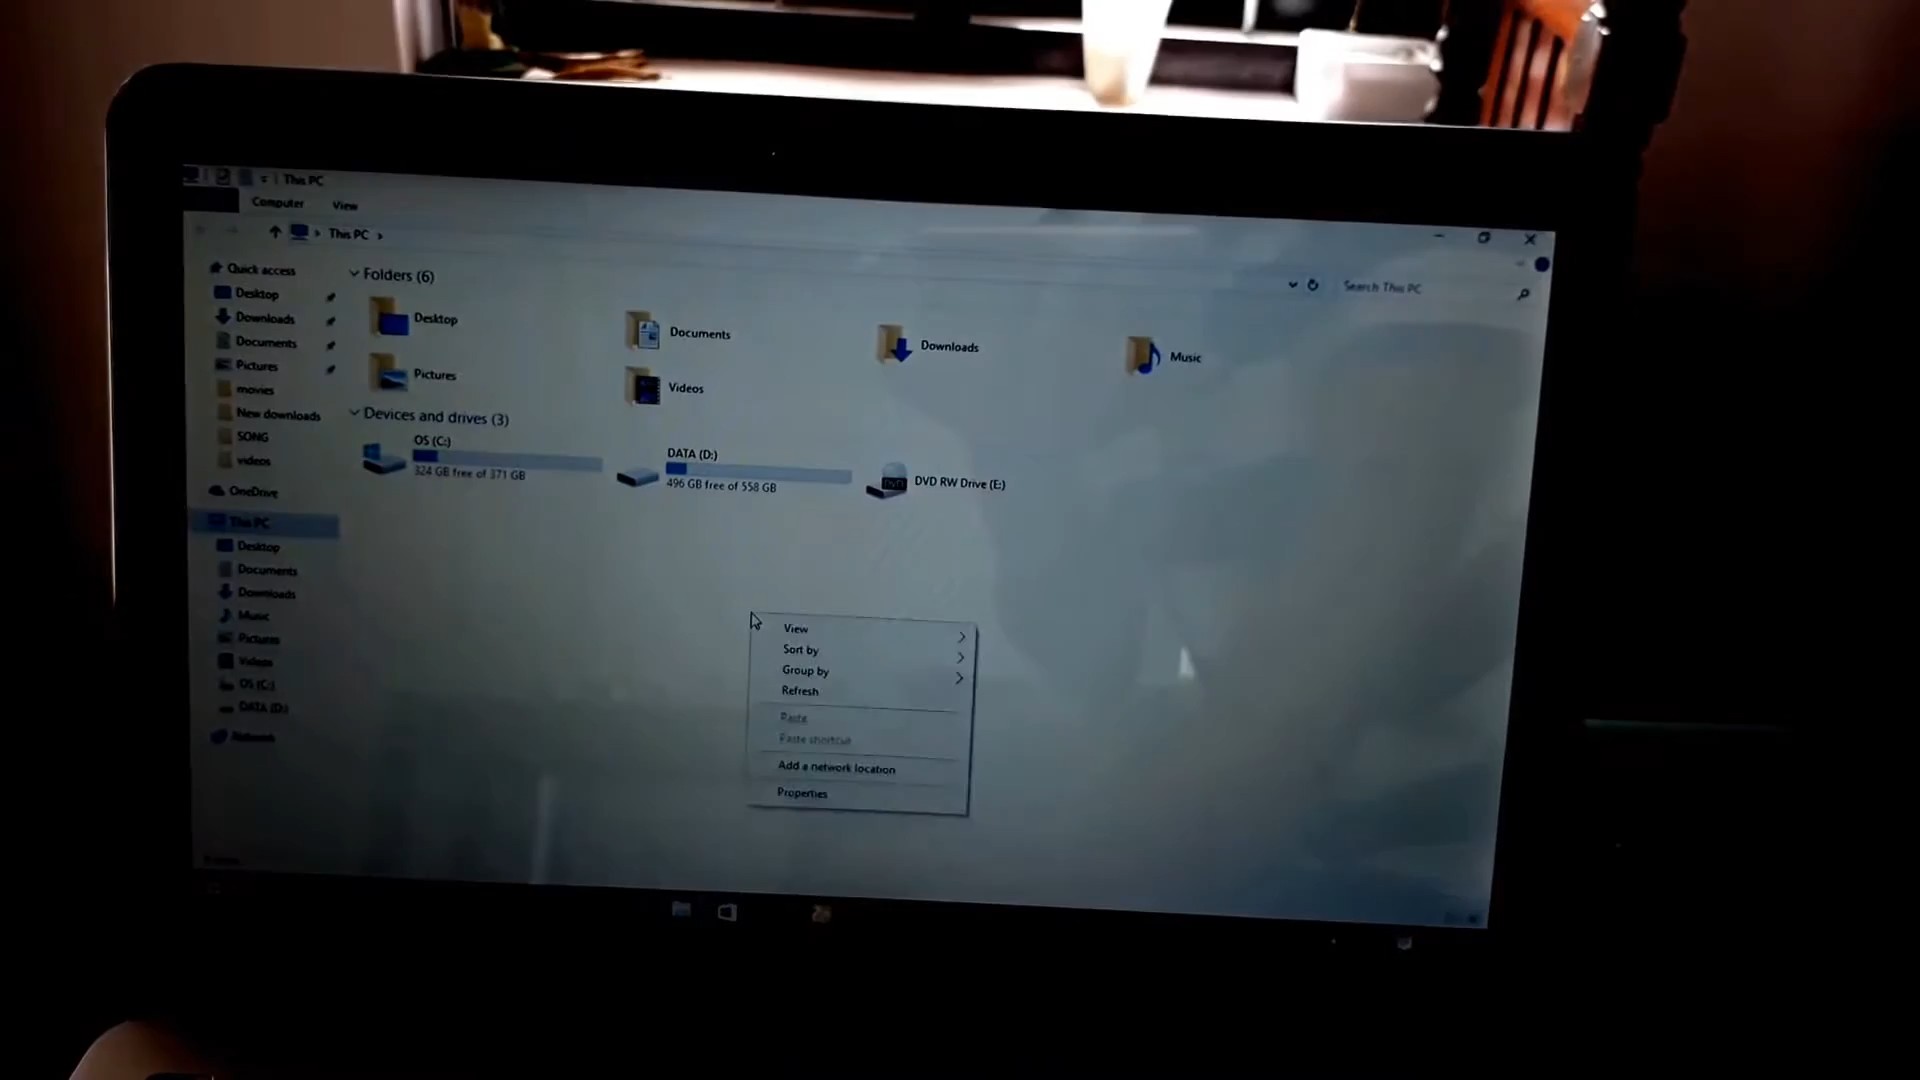 This PC
Computer View
This PC
Search This PC
Quick access
Desktop
Downloads
Documents
Pictures
movies
New downloads
SONG
videos
OneDrive
This PC
Desktop
Documents
Downloads
Music
Pictures
Videos
OS (C:)
DATA (D:)
Network
Folders (6)
Desktop
Documents
Downloads
Music
Pictures
Videos
Devices and drives (3)
OS (C:)
324 GB free of 371 GB
DATA (D:)
496 GB free of 558 GB
DVD
DVD RW Drive (E:)
View
Sort by
Group by
Refresh
Paste
Paste shortcut
Add a network location
Properties